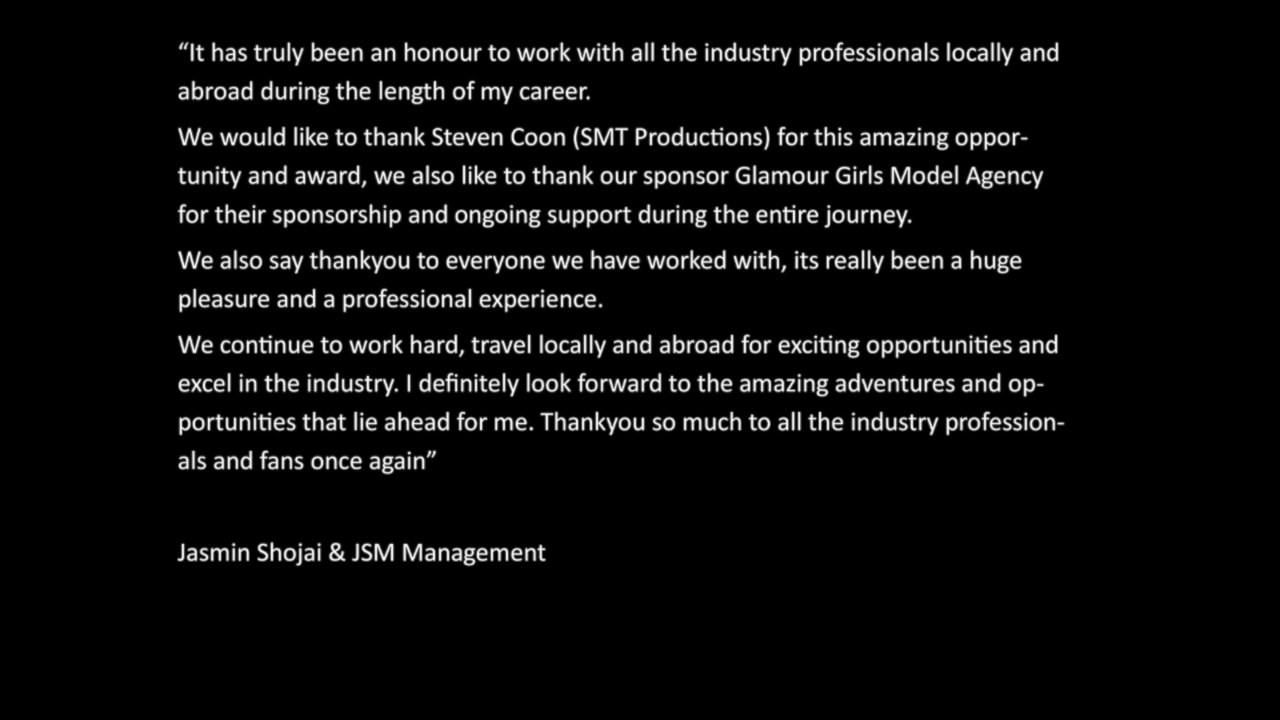 “It has truly been an honour to work with all the industry professionals locally and
abroad during the length of my career.
We would like to thank Steven Coon (SMT Productions) for this amazing oppor-
tunity and award, we also like to thank our sponsor Glamour Girls Model Agency
for their sponsorship and ongoing support during the entire journey.
We also say thankyou to everyone we have worked with, its really been a huge
pleasure and a professional experience.
We continue to work hard, travel locally and abroad for exciting opportunities and
excel in the industry. I definitely look forward to the amazing adventures and op-
portunities that lie ahead for me. Thankyou so much to all the industry profession-
als and fans once again”
Jasmin Shojai & JSM Management